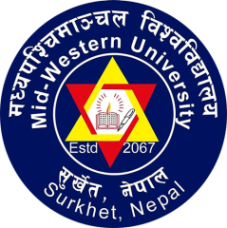 मध्यपश्चिमाञ्चल विश्वविद्यालय
Mid-Western University
Estd 2067
सुर्खेत, नेपाल
Surkhet, Nepal